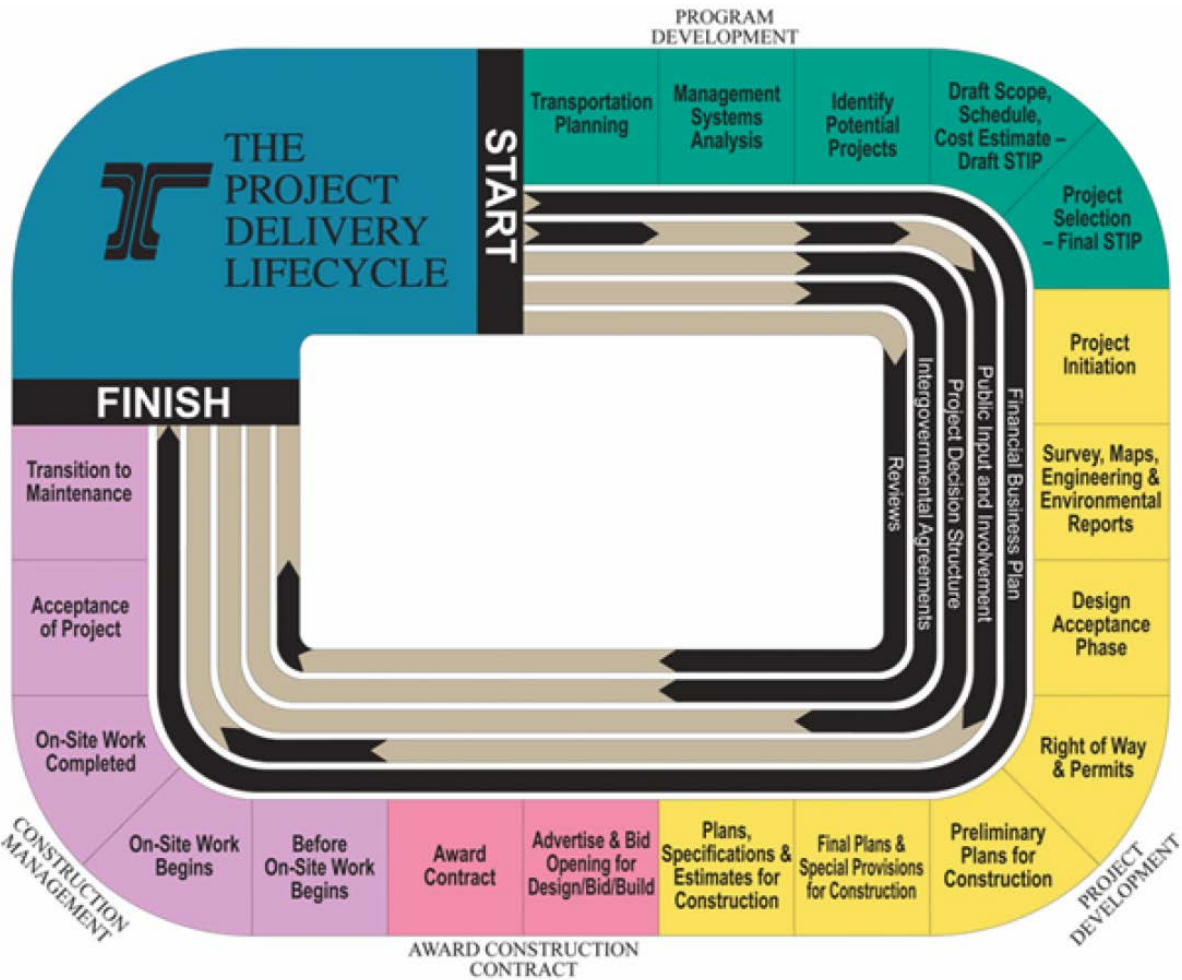 PROGRAM
DEVELOPMENT
THE
PROJECT
DELIVERY
LIFECYCLE
START
Transportation
Planning
Management
Systems
Analysis
Identify
Potential
Projects
Draft Scope,
Schedule,
Cost Estimate –
Draft STIP
Project
Selection
– Final STIP
Project
Initiation
Survey, Maps,
Engineering &
Environmental
Reports
Design
Acceptance
Phase
Right of Way
& Permits
PROJECT
DEVELOPMENT
Preliminary
Plans for
Construction
Final Plans &
Special Provisions
for Construction
Plans,
Specifications &
Estimates for
Construction
Advertise & Bid
Opening for
Design/Bid/Build
Award
Contract
AWARD CONSTRUCTION
CONTRACT
Before
On-Site Work
Begins
On-Site Work
Begins
CONSTRUCTION
MANAGEMENT
On-Site Work
Completed
Acceptance
of Project
Transition to
Maintenance
FINISH
Financial Business Plan
Public Input and Involvement
Project Decision Structure
Intergovernmental Agreements
Reviews